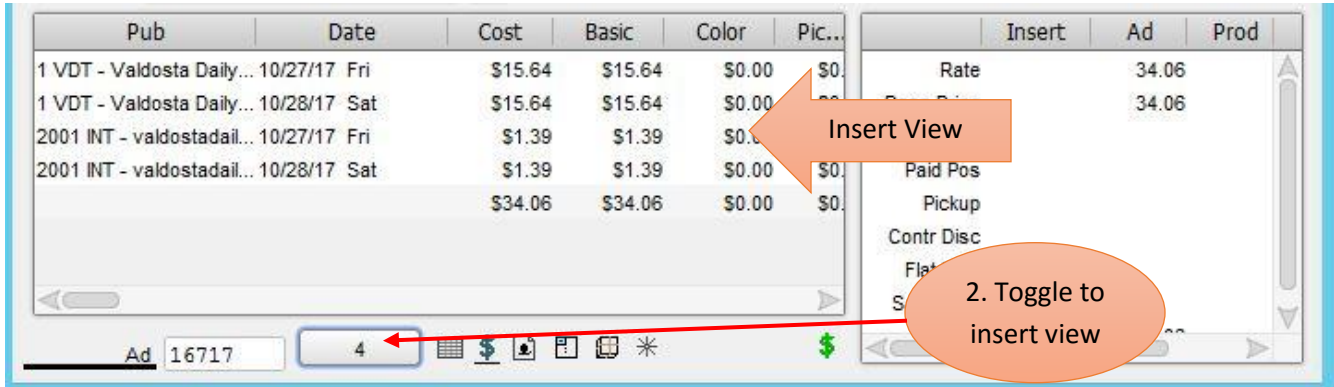 Pub Date Cost Basic Color Pic... Insert Ad Prod
1 VDT - Valdosta Daily... 10/27/17 Fri $15.64 $15.64 $0.00 $0. Rate 34.06
1 VDT - Valdosta Daily... 10/28/17 Sat $15.64 $15.64 $0.00 34.06
2001 INT - valdostadail... 10/27/17 Fri $1.39 $1.39 Insert View
2001 INT - valdostadail... 10/28/17 Sat $1.39 $1.39 $0.00 $0. Paid Pos
$34.06 $34.06 $0.00 $0. Pickup
Contr Disc
2. Toggle to
insert view
Ad 16717 4 $ $